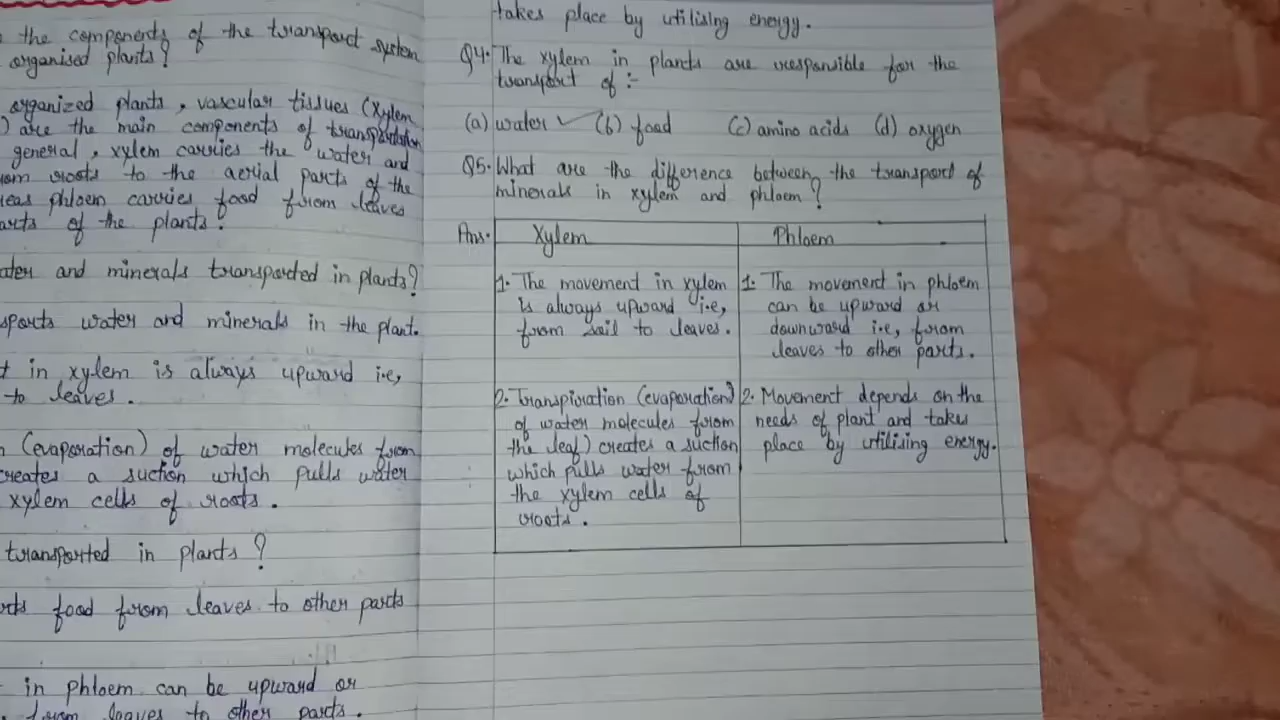 the components of the transport system
organised plants?
organized plants, vascular tissues (Xylem
) are the main components of transportation
general, xylem carries the water and
roots to the aerial parts of the
phloem carries food from leaves
of the plants.
and minerals transported in plants?
water and minerals in the plant.
in xylem is always upward i.e,
to leaves.
(evaporation) of water molecules from
creates a suction which pulls water
xylem cells of roots.
transported in plants?
food from leaves to other parts
in phloem can be upward or
from leaves to other parts.
takes place by utilising energy.
Q4. The xylem in plants are responsible for the
transport of :-
(a) water ✓ (b) food (c) amino acids (d) oxygen
Q5. What are the difference between the transport of
minerals in xylem and phloem?
Ans. Xylem Phloem
1. The movement in xylem
is always upward i.e,
from soil to leaves.
1. The movement in phloem
can be upward or
downward i.e, from
leaves to other parts.
2. Transpiration (evaporation)
of water molecules from
the leaf) creates a suction
which pulls water from
the xylem cells of
roots.
2. Movement depends on the
needs of plant and takes
place by utilising energy.